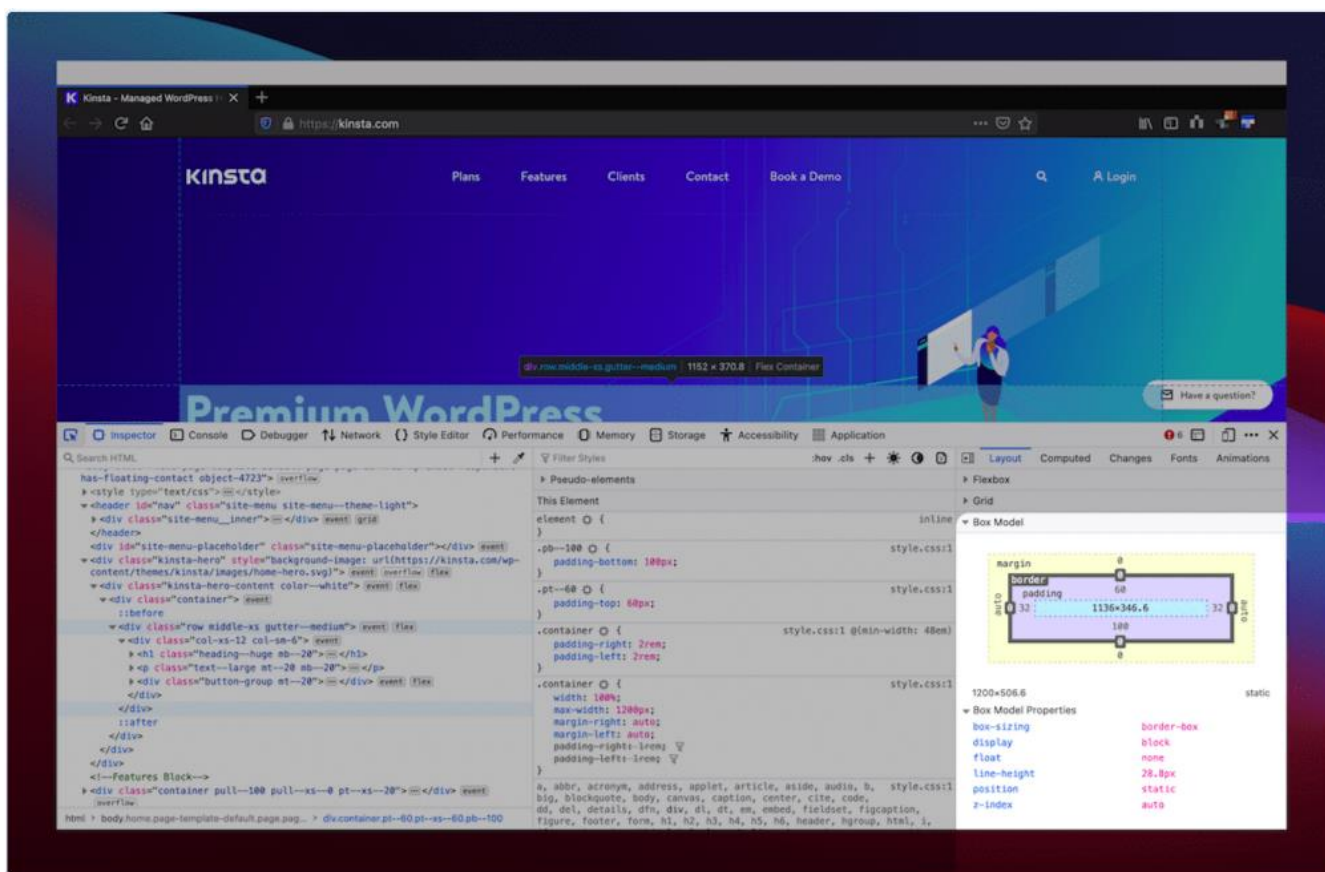 Kinsta - Managed WordPress
https://kinsta.com
KINSTA Plans Features Clients Contact Book a Demo Login
div.row.middle-xs.gutter--medium 1152 × 370.8 Flex Container
Have a question?
Premium WordPress
Inspector Console Debugger Network {} Style Editor Performance Memory Storage Accessibility Application 6
Search HTML
has-floating-contact object-4723"> overflow
<style type="text/css"> </style>
<header id="nav" class="site-menu site-menu--theme-light">
<div class="site-menu__inner"> </div> event grid
</header>
<div id="site-menu-placeholder" class="site-menu-placeholder"></div> event
<div class="kinsta-hero" style="background-image: url(https://kinsta.com/wp-
content/themes/kinsta/images/home-hero.svg)"> event overflow flex
<div class="kinsta-hero-content color--white"> event flex
<div class="container"> event
::before
<div class="row middle-xs gutter--medium"> event flex
<div class="col-xs-12 col-sm-6"> event
<h1 class="heading--huge mb--20"> </h1>
<p class="text--large mt--20 mb--20"> </p>
<div class="button-group mt--20"> </div> event flex
</div>
</div>
::after
</div>
</div>
</div>
<!--Features Block-->
<div class="container pull--100 pull--xs--0 pt--xs--20"> </div> event
overflow
html > body.home.page-template-default.page.pag... > div.container.pt--60.pt--xs--60.pb--100
Filter Styles :hov .cls +
Pseudo-elements
This Element
element { inline
}
.pb--100 { style.css:1
padding-bottom: 100px;
}
.pt--60 { style.css:1
padding-top: 60px;
}
.container { style.css:1 @(min-width: 48em)
padding-right: 2rem;
padding-left: 2rem;
}
.container { style.css:1
width: 100%;
max-width: 1200px;
margin-right: auto;
margin-left: auto;
padding-right: 1rem;
padding-left: 1rem;
}
a, abbr, acronym, address, applet, article, aside, audio, b, style.css:1
big, blockquote, body, canvas, caption, center, cite, code,
dd, del, details, dfn, div, dl, dt, em, embed, fieldset, figcaption,
figure, footer, form, h1, h2, h3, h4, h5, h6, header, hgroup, html, i,
Layout Computed Changes Fonts Animations
Flexbox
Grid
Box Model
margin 0
border 60
padding
auto 32 1136×346.6 32 auto
100
0
1200×506.6 static
Box Model Properties
box-sizing border-box
display block
float none
line-height 28.8px
position static
z-index auto